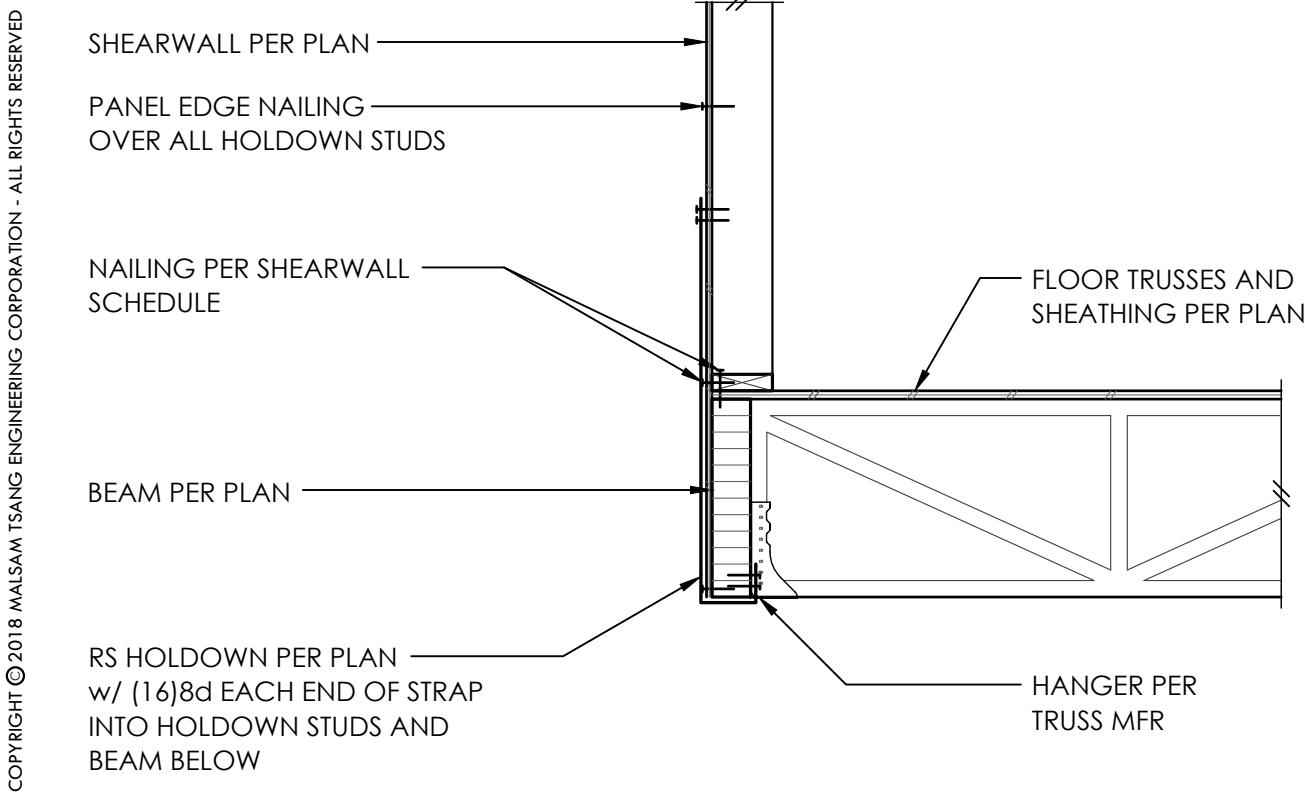 COPYRIGHT © 2018 MALSAM TSANG ENGINEERING CORPORATION - ALL RIGHTS RESERVED
SHEARWALL PER PLAN
PANEL EDGE NAILING
OVER ALL HOLDOWN STUDS
NAILING PER SHEARWALL
SCHEDULE
FLOOR TRUSSES AND
SHEATHING PER PLAN
BEAM PER PLAN
RS HOLDOWN PER PLAN
w/ (16)8d EACH END OF STRAP
INTO HOLDOWN STUDS AND
BEAM BELOW
HANGER PER
TRUSS MFR